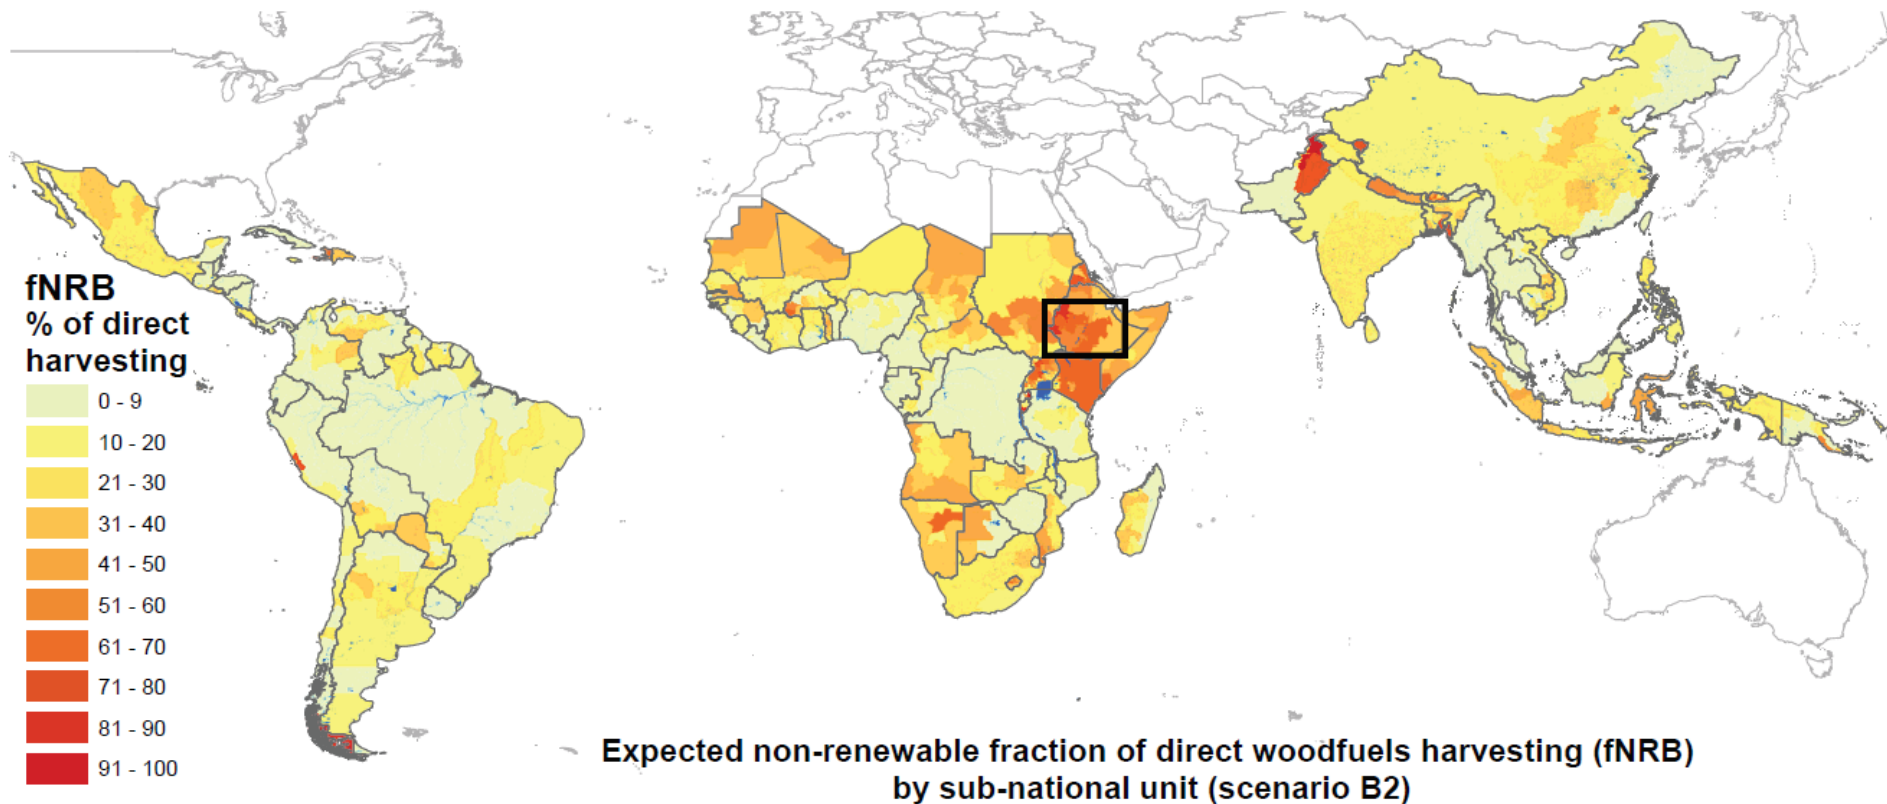 fNRB
% of direct
harvesting
0 - 9
10 - 20
21 - 30
31 - 40
41 - 50
51 - 60
61 - 70
71 - 80
81 - 90
91 - 100
Expected non-renewable fraction of direct woodfuels harvesting (fNRB)
by sub-national unit (scenario B2)